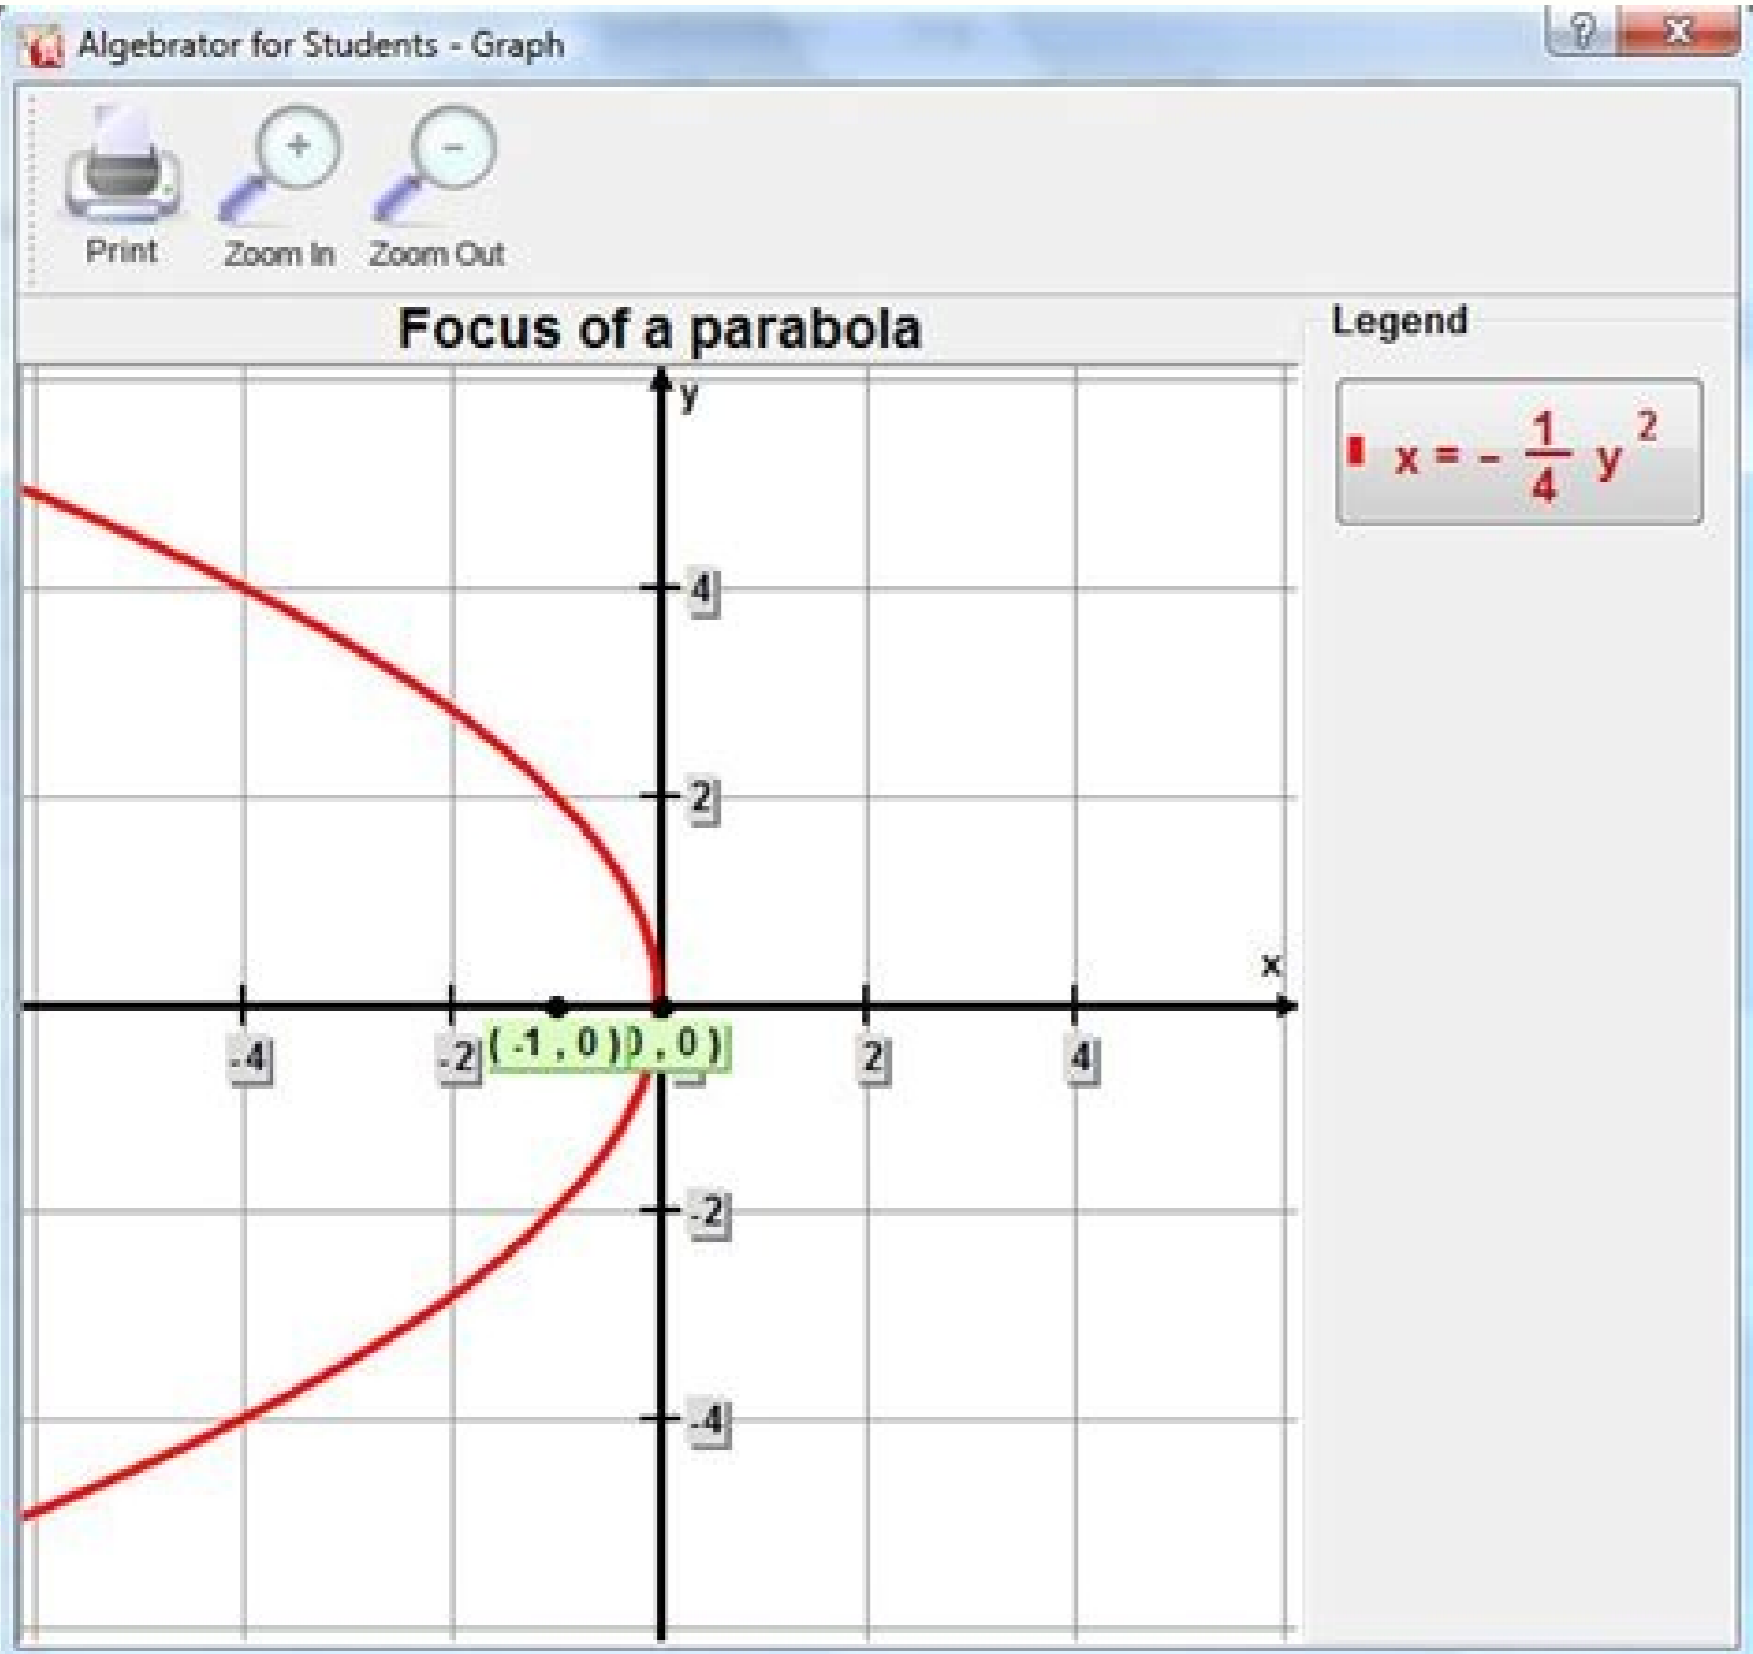 Algebrator for Students - Graph
?
x
+
-
Print
Zoom In
Zoom Out
Focus of a parabola
Legend
x = - 1/4 y 2
y
4
2
x
-4
-2
( -1 , 0 )
, 0 )
2
4
-2
-4